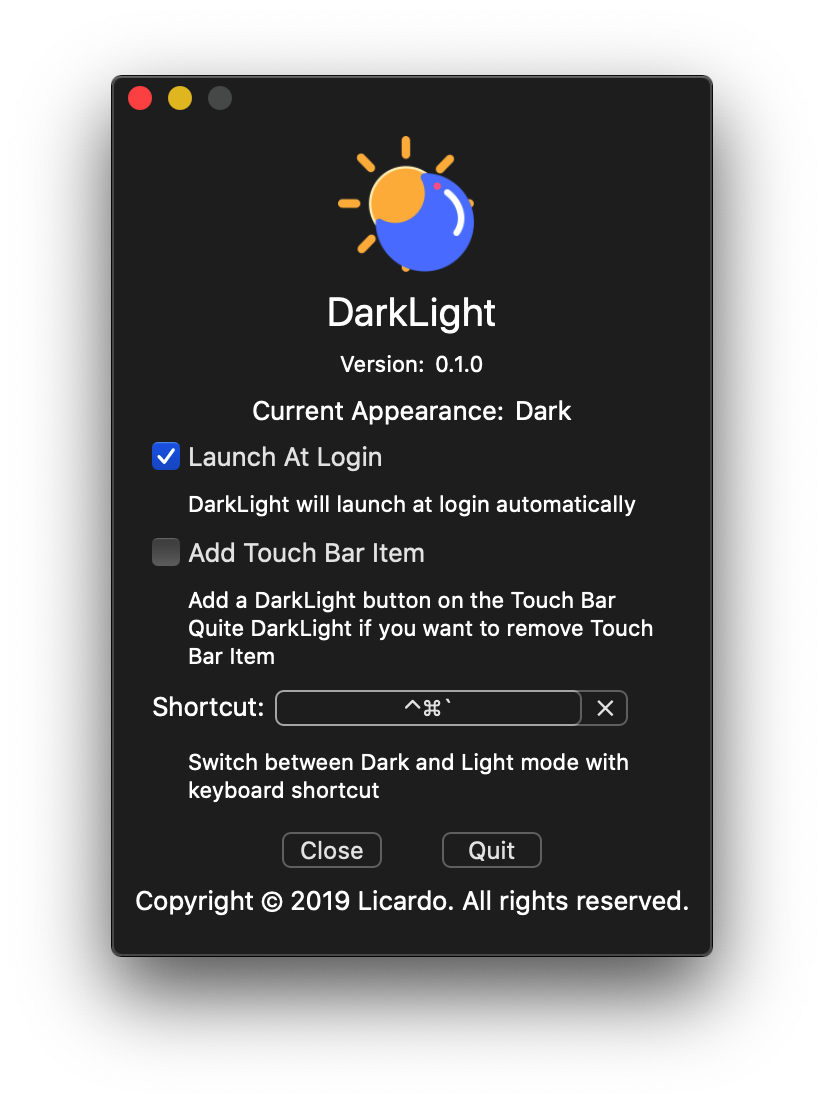 DarkLight
Version: 0.1.0
Current Appearance: Dark
Launch At Login
DarkLight will launch at login automatically
Add Touch Bar Item
Add a DarkLight button on the Touch Bar
Quite DarkLight if you want to remove Touch
Bar Item
Shortcut: ^⌘` ×
Switch between Dark and Light mode with
keyboard shortcut
Close Quit
Copyright © 2019 Licardo. All rights reserved.